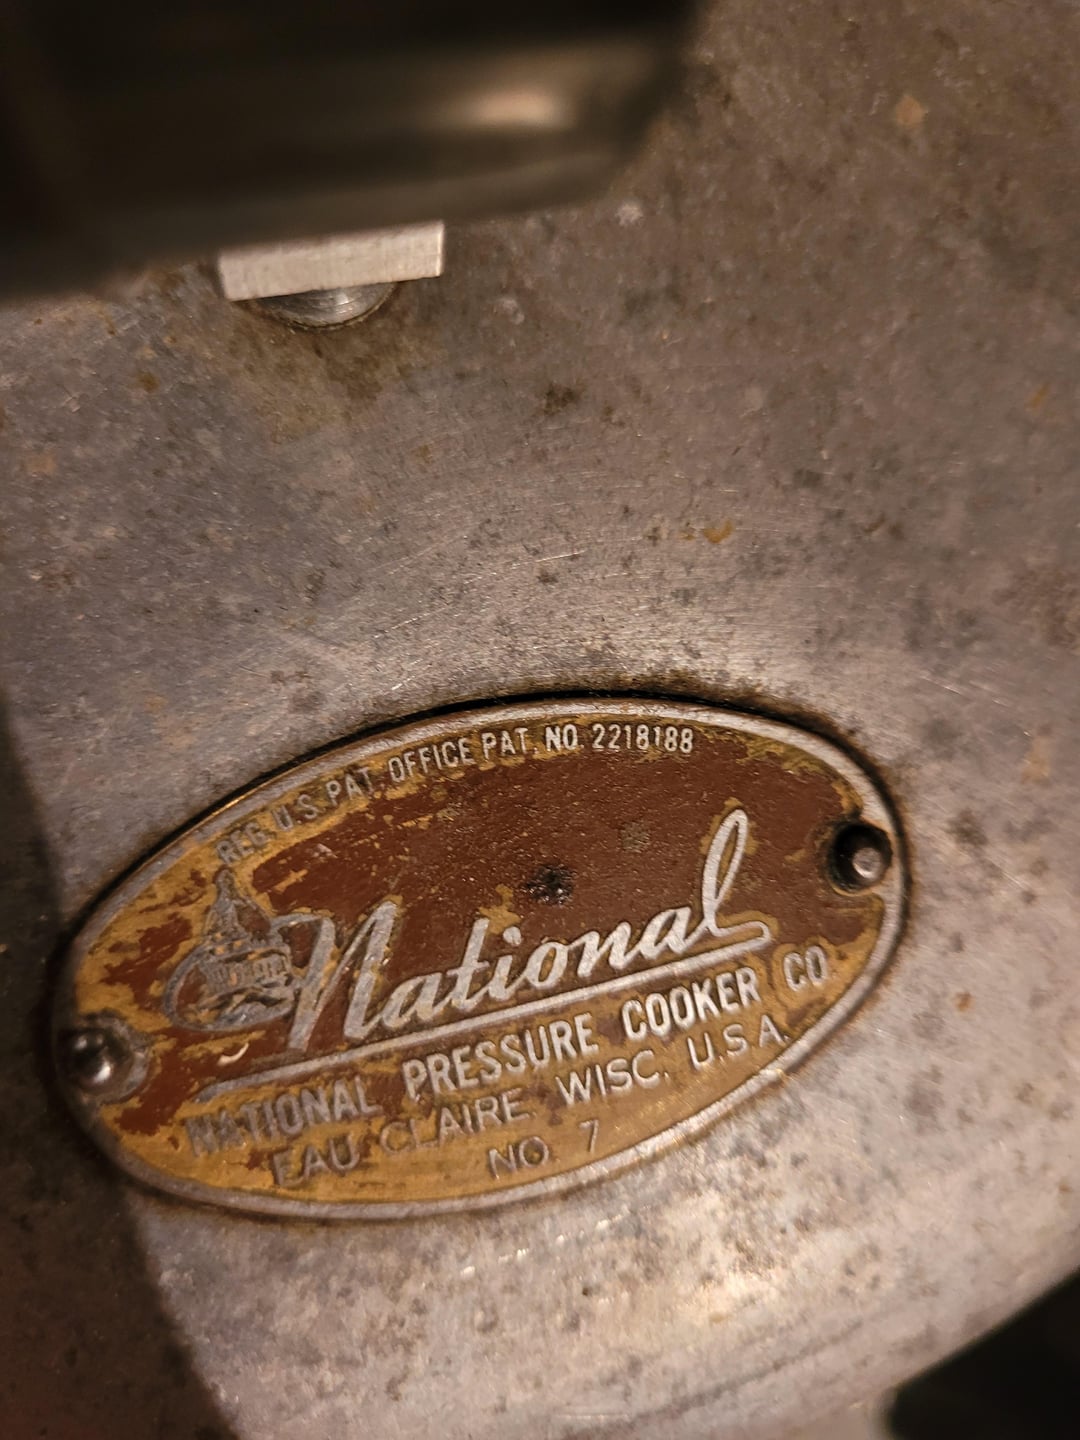 REG. U.S. PAT. OFFICE PAT. NO. 2218188
National
NATIONAL PRESSURE COOKER CO
EAU CLAIRE WISC. U.S.A.
NO. 7